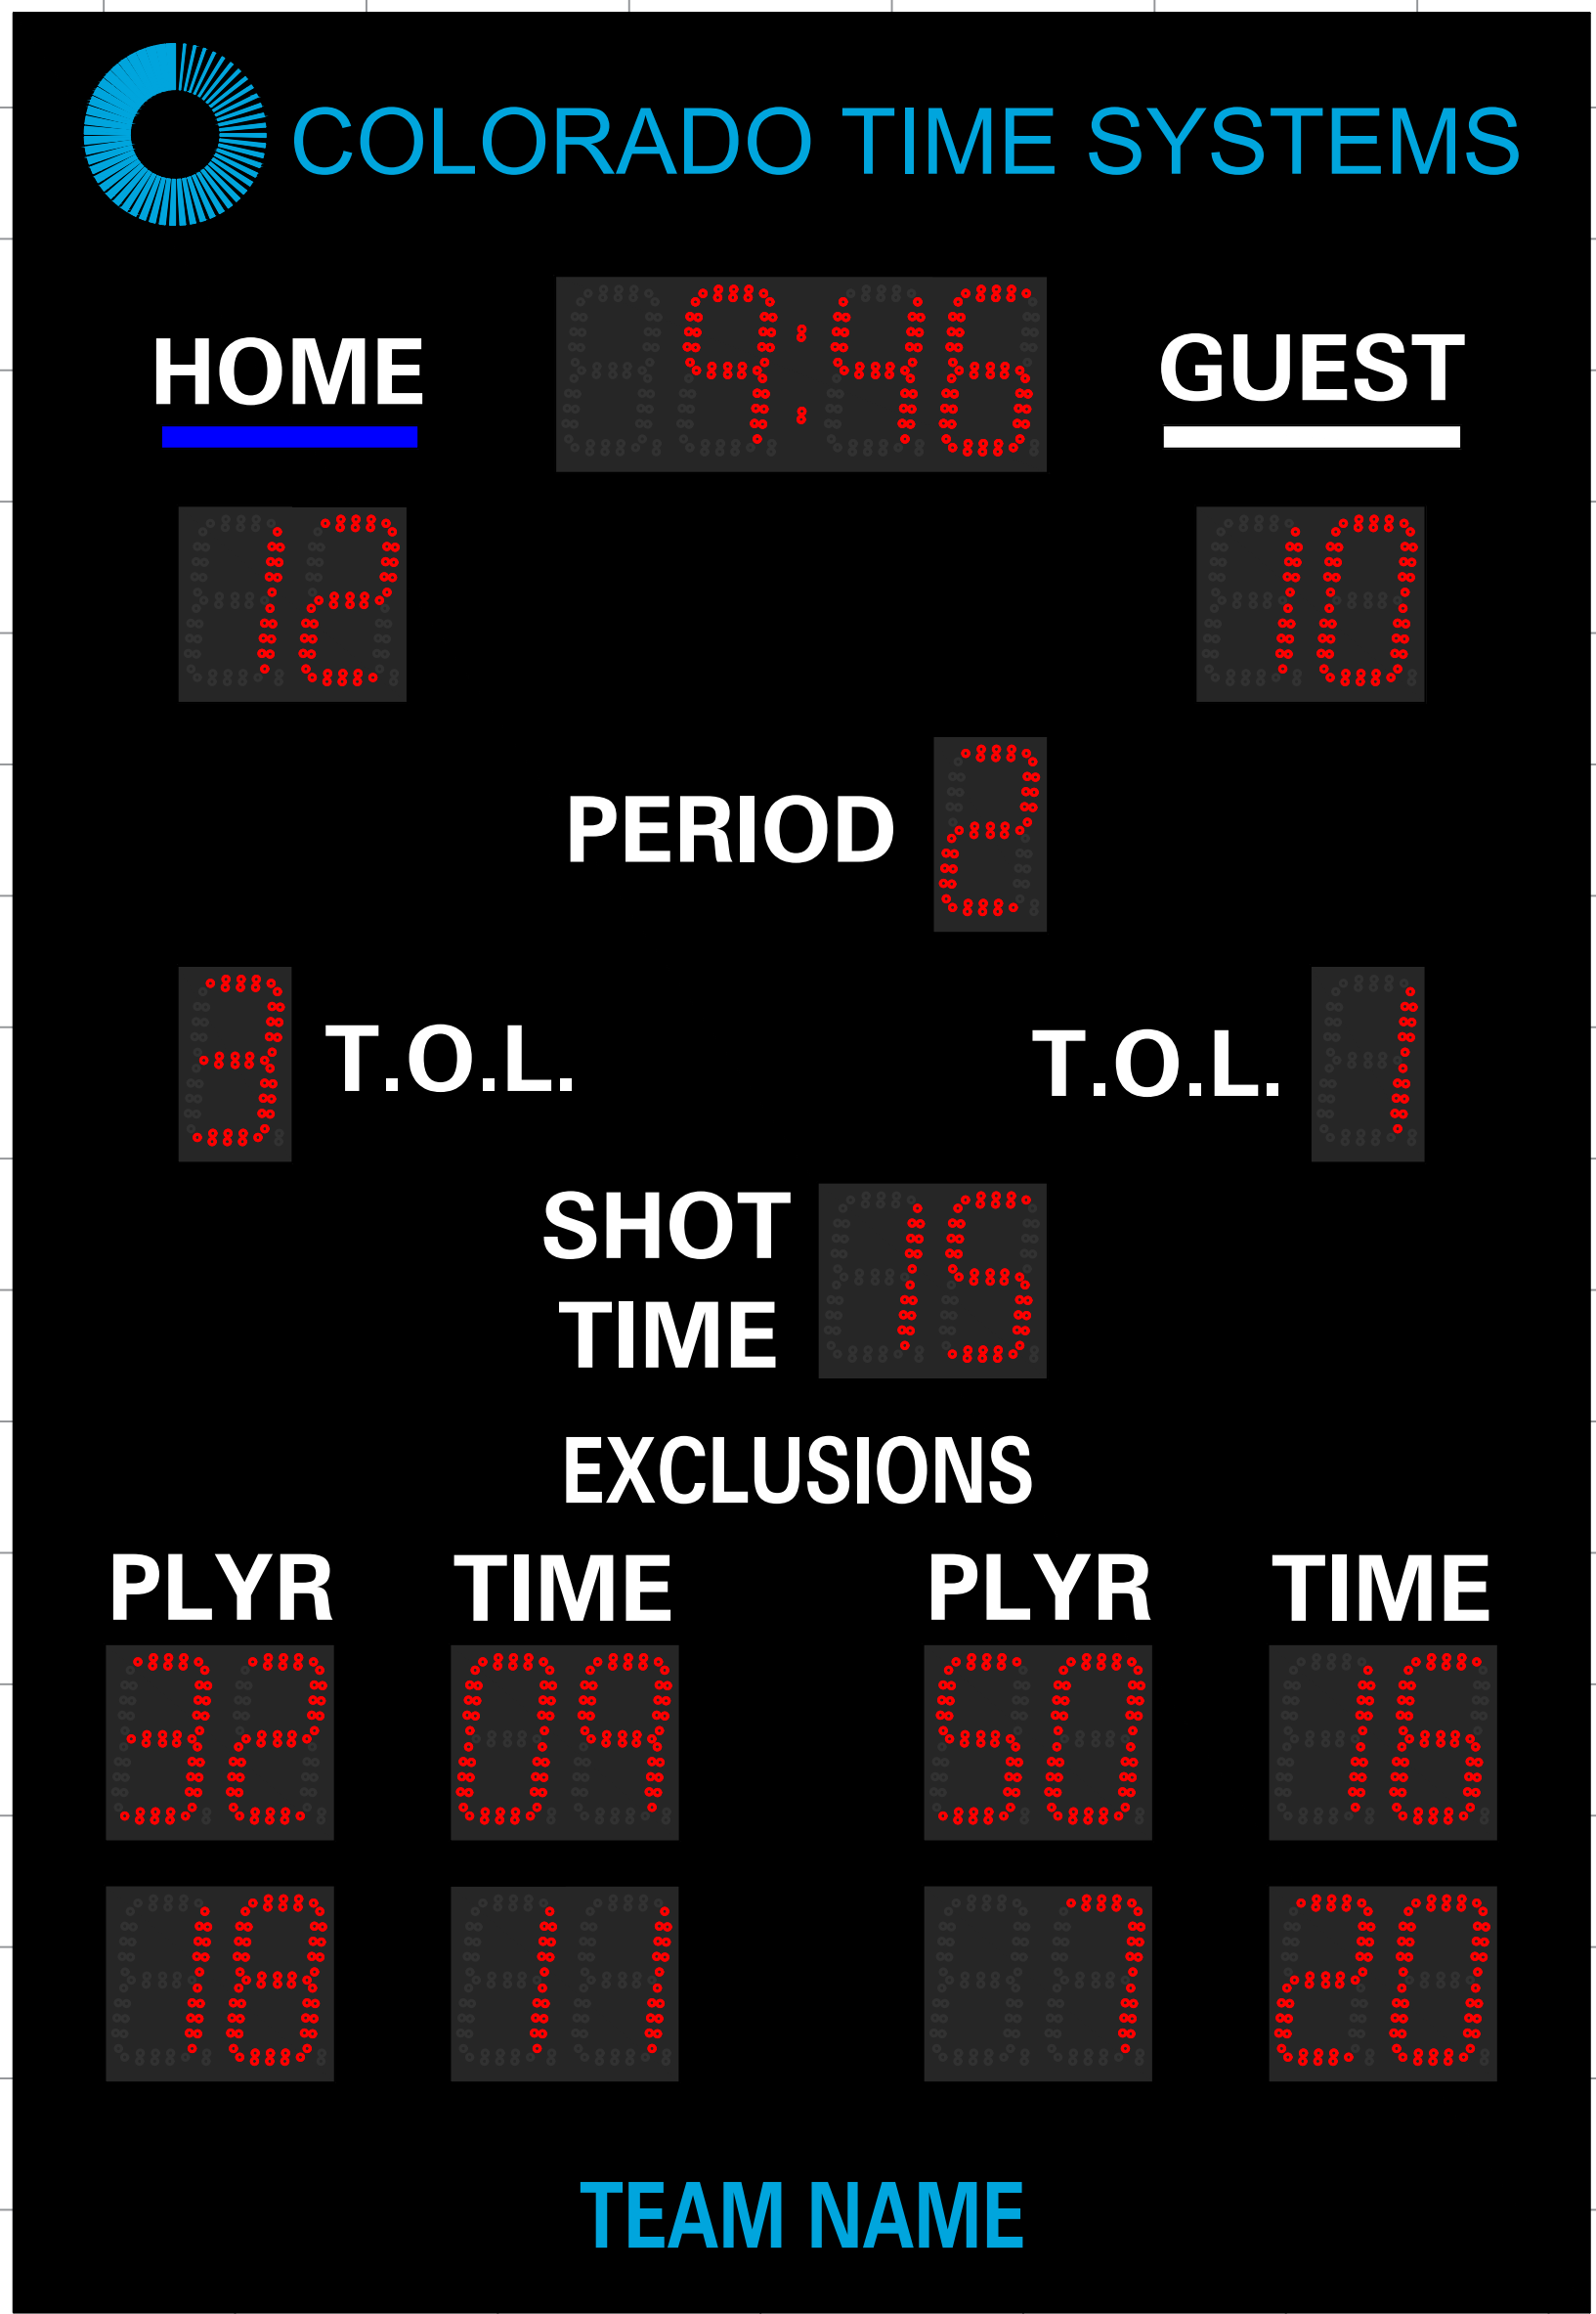 COLORADO TIME SYSTEMS
HOME 9:46 GUEST
12 10
PERIOD 2
3 T.O.L. T.O.L. 1
SHOT TIME 15
EXCLUSIONS
PLYR TIME PLYR TIME
32 09 50 16
18 11 7 20
TEAM NAME